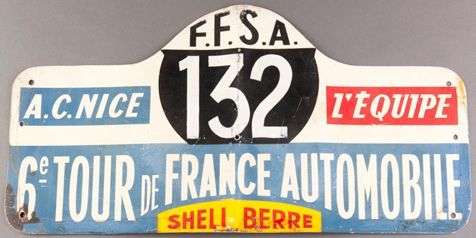 F.F.S.A.
A.C. NICE 132 L'ÉQUIPE
6e TOUR DE FRANCE AUTOMOBILE
SHELL BERRE